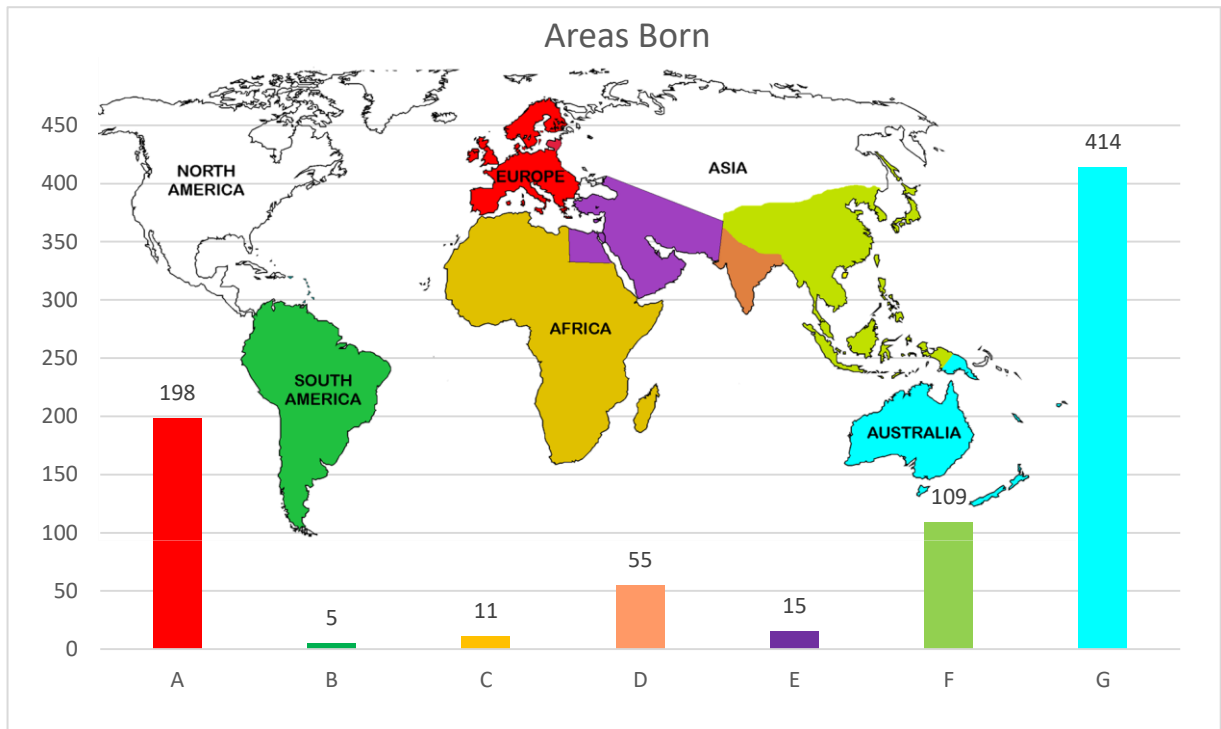 Areas Born
450
400
350
300
250
200
150
100
50
0
NORTH
AMERICA
EUROPE
ASIA
AFRICA
SOUTH
AMERICA
AUSTRALIA
198
5
11
55
15
109
414
A
B
C
D
E
F
G